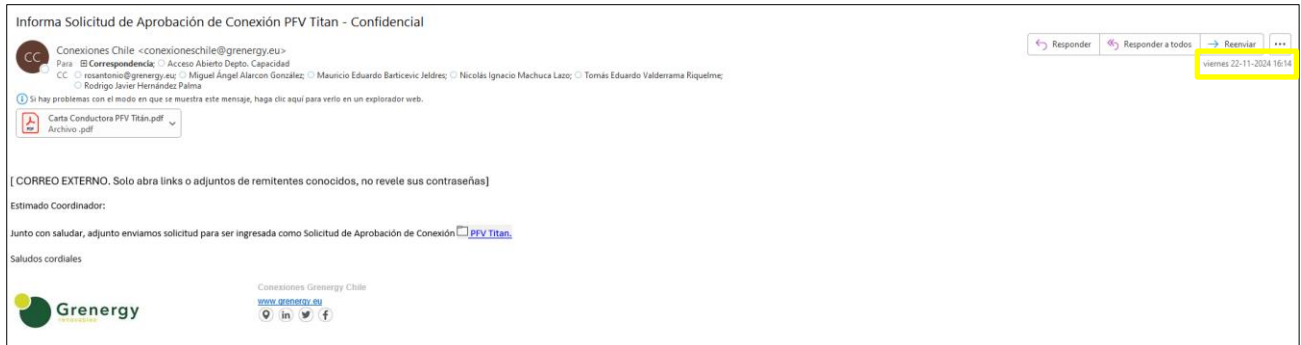 Informa Solicitud de Aprobación de Conexión PFV Titan - Confidencial
CC
Conexiones Chile <conexioneschile@grenergy.eu>
Para Correspondencia; Acceso Abierto Depto. Capacidad
CC rosantonio@grenergy.eu; Miguel Ángel Alarcon González; Mauricio Eduardo Barticevic Jeldres; Nicolás Ignacio Machuca Lazo; Tomás Eduardo Valderrama Riquelme;
Rodrigo Javier Hernández Palma
Responder Responder a todos Reenviar ...
viernes 22-11-2024 16:14
Si hay problemas con el modo en que se muestra este mensaje, haga clic aquí para verlo en un explorador web.
Carta Conductora PFV Titán.pdf
Archivo .pdf
[ CORREO EXTERNO. Solo abra links o adjuntos de remitentes conocidos, no revele sus contraseñas]
Estimado Coordinador:
Junto con saludar, adjunto enviamos solicitud para ser ingresada como Solicitud de Aprobación de Conexión PFV Titan.
Saludos cordiales
Grenergy
renovables
Conexiones Grenergy Chile
www.grenergy.eu